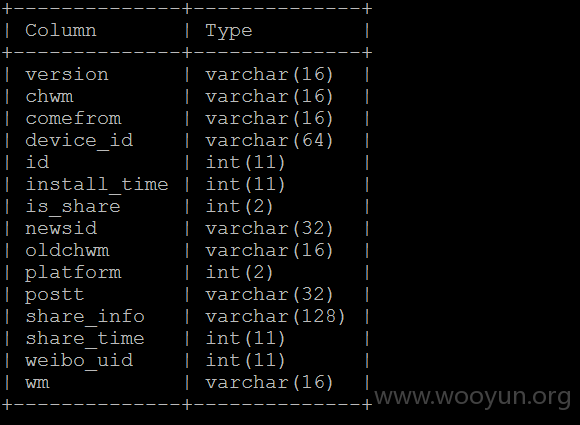 +--------------+--------------+
| Column | Type |
+--------------+--------------+
| version | varchar(16) |
| chwm | varchar(16) |
| comefrom | varchar(16) |
| device_id | varchar(64) |
| id | int(11) |
| install_time | int(11) |
| is_share | int(2) |
| newsid | varchar(32) |
| oldchwm | varchar(16) |
| platform | int(2) |
| postt | varchar(32) |
| share_info | varchar(128) |
| share_time | int(11) |
| weibo_uid | int(11) |
| wm | varchar(16) |
+--------------+--------------+
www.wooyun.org